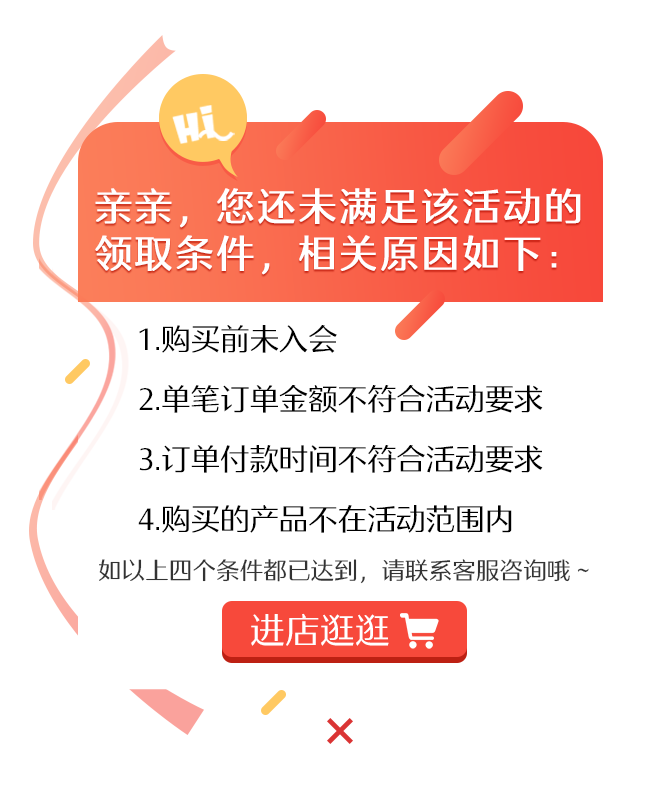 Hi
亲亲，您还未满足该活动的
领取条件，相关原因如下：
1.购买前未入会
2.单笔订单金额不符合活动要求
3.订单付款时间不符合活动要求
4.购买的产品不在活动范围内
如以上四个条件都已达到，请联系客服咨询哦~
进店逛逛